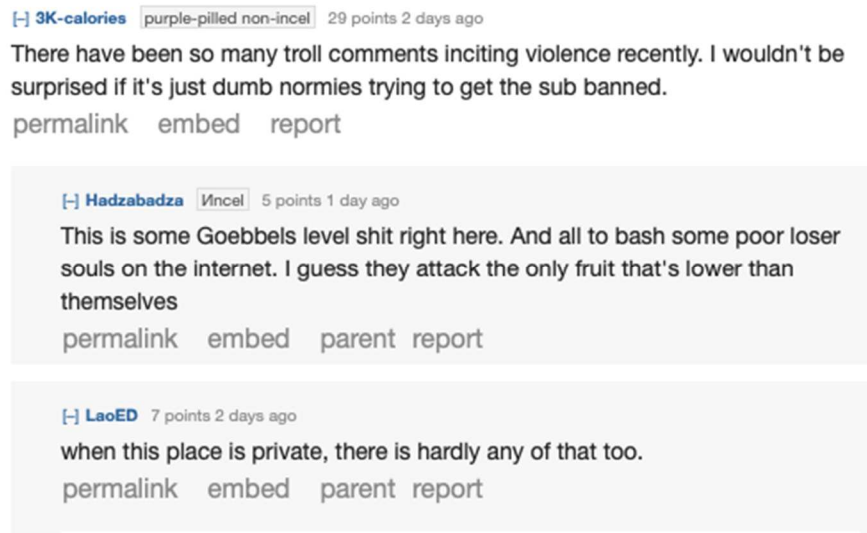 [–] 3K-calories purple-pilled non-incel 29 points 2 days ago
There have been so many troll comments inciting violence recently. I wouldn't be
surprised if it's just dumb normies trying to get the sub banned.
permalink embed report
[–] Hadzabadza Иncel 5 points 1 day ago
This is some Goebbels level shit right here. And all to bash some poor loser
souls on the internet. I guess they attack the only fruit that's lower than
themselves
permalink embed parent report
[–] LaoED 7 points 2 days ago
when this place is private, there is hardly any of that too.
permalink embed parent report